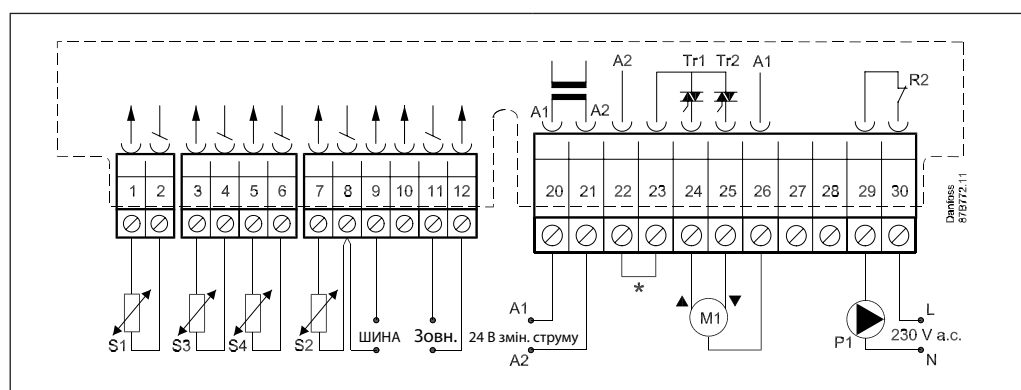 A2 Tr1 Tr2 A1
R2
A1 A2
1 2 3 4 5 6 7 8 9 10 11 12
20 21 22 23 24 25 26 27 28 29 30
Danfoss
87B772.11
*
S1 S3 S4 S2
ШИНА Зовн.
A1
24 В змін. струму
A2
M1
P1
L
230 V a.c.
N